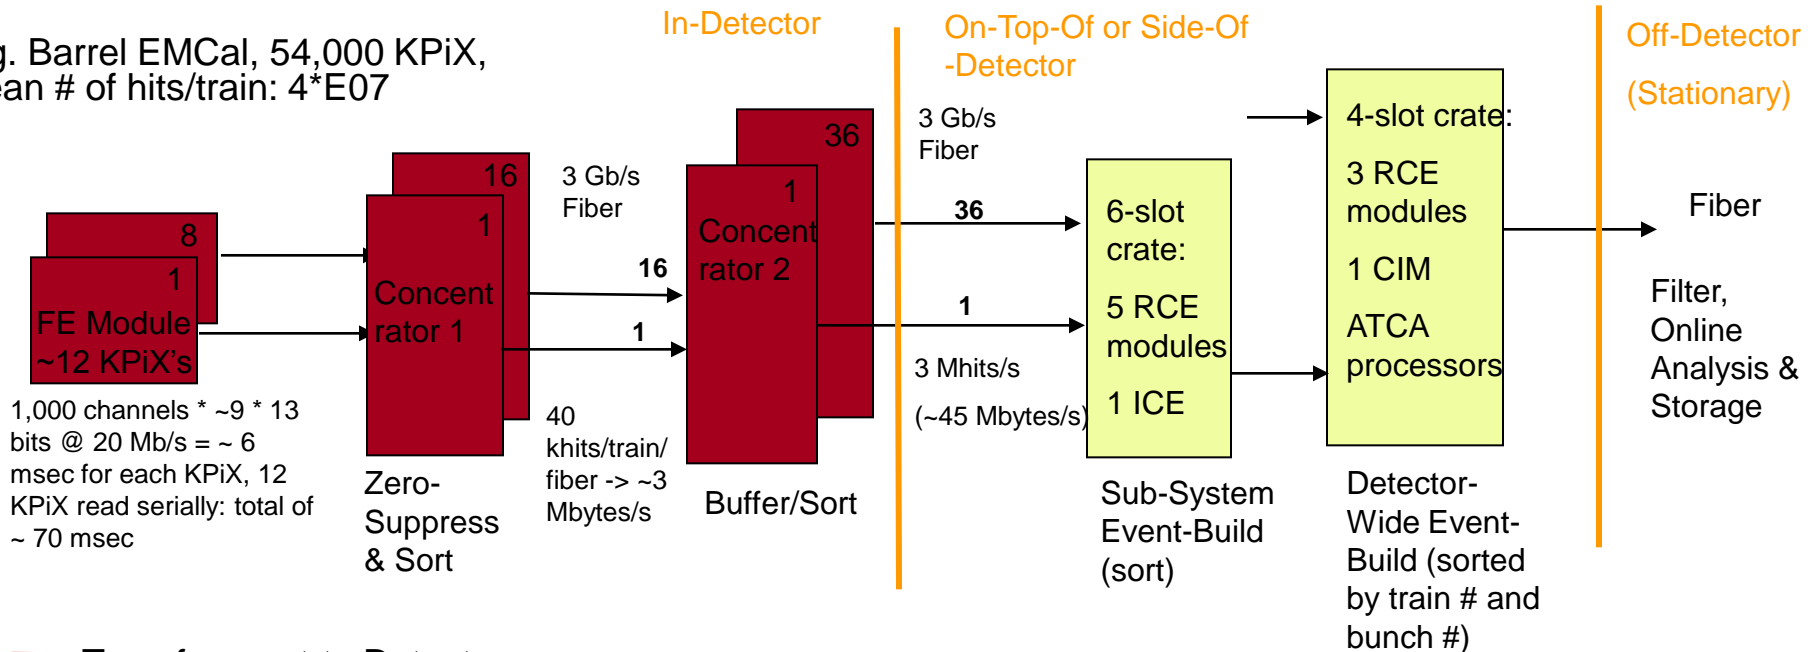 In-Detector
On-Top-Of or Side-Of
-Detector
Off-Detector
(Stationary)
g. Barrel EMCal, 54,000 KPiX,
ean # of hits/train: 4*E07
8
1
FE Module
~12 KPiX's
1,000 channels * ~9 * 13
bits @ 20 Mb/s = ~ 6
msec for each KPiX, 12
KPiX read serially: total of
~ 70 msec
16
1
Concent
rator 1
Zero-
Suppress
& Sort
3 Gb/s
Fiber
16
1
40
khits/train/
fiber -> ~3
Mbytes/s
36
1
Concent
rator 2
Buffer/Sort
3 Gb/s
Fiber
36
1
3 Mhits/s
(~45 Mbytes/s)
6-slot
crate:
5 RCE
modules
1 ICE
Sub-System
Event-Build
(sort)
4-slot crate:
3 RCE
modules
1 CIM
ATCA
processors
Detector-
Wide Event-
Build (sorted
by train # and
bunch #)
Fiber
Filter,
Online
Analysis &
Storage